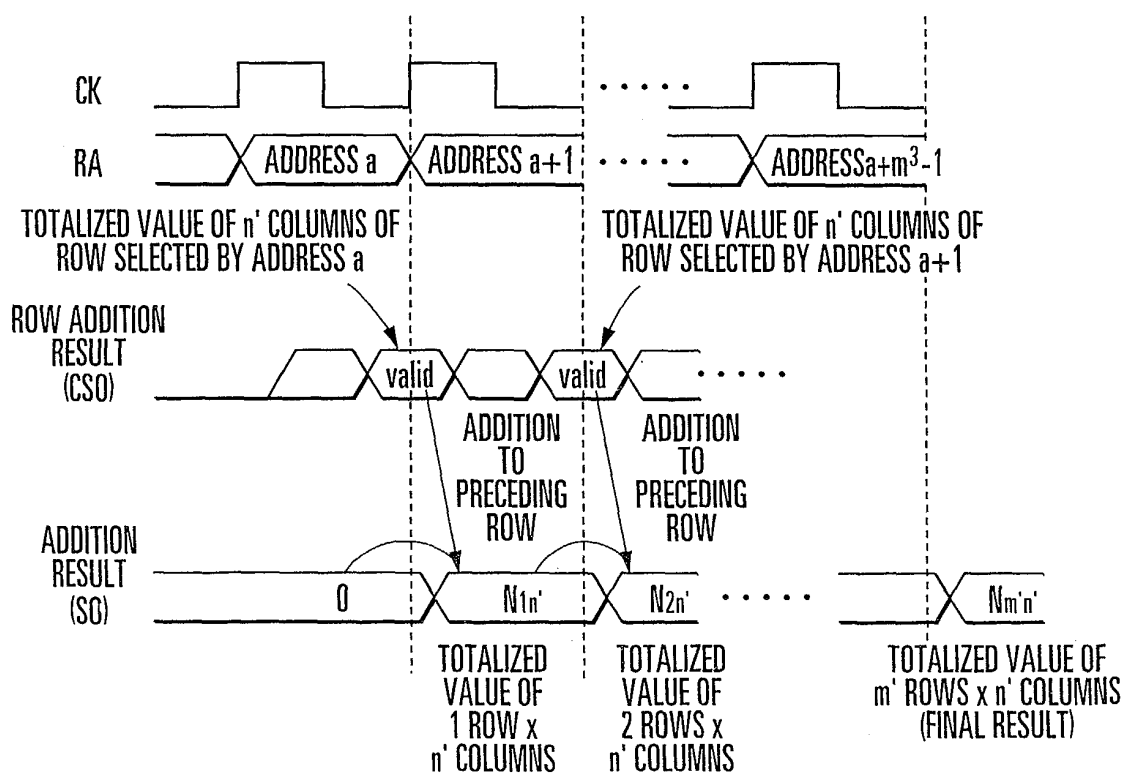 CK
RA
ADDRESS a
ADDRESS a+1
ADDRESSa+m³-1
TOTALIZED VALUE OF n' COLUMNS OF
ROW SELECTED BY ADDRESS a
TOTALIZED VALUE OF n' COLUMNS OF
ROW SELECTED BY ADDRESS a+1
ROW ADDITION
RESULT
(CSO)
valid
valid
ADDITION
TO
PRECEDING
ROW
ADDITION
TO
PRECEDING
ROW
ADDITION
RESULT
(SO)
0
N1n'
N2n'
Nm'n'
TOTALIZED
VALUE OF
1 ROW x
n' COLUMNS
TOTALIZED
VALUE OF
2 ROWS x
n' COLUMNS
TOTALIZED VALUE OF
m' ROWS x n' COLUMNS
(FINAL RESULT)